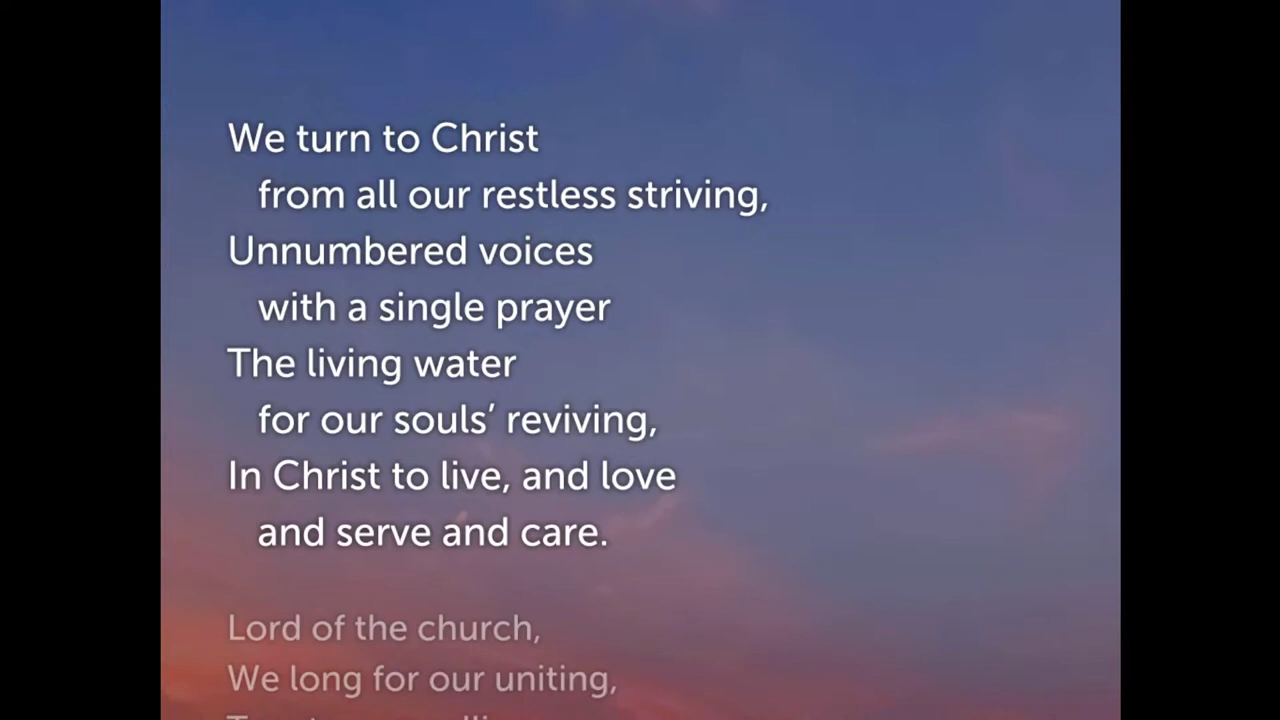 We turn to Christ
from all our restless striving,
Unnumbered voices
with a single prayer
The living water
for our souls’ reviving,
In Christ to live, and love
and serve and care.
Lord of the church,
We long for our uniting,